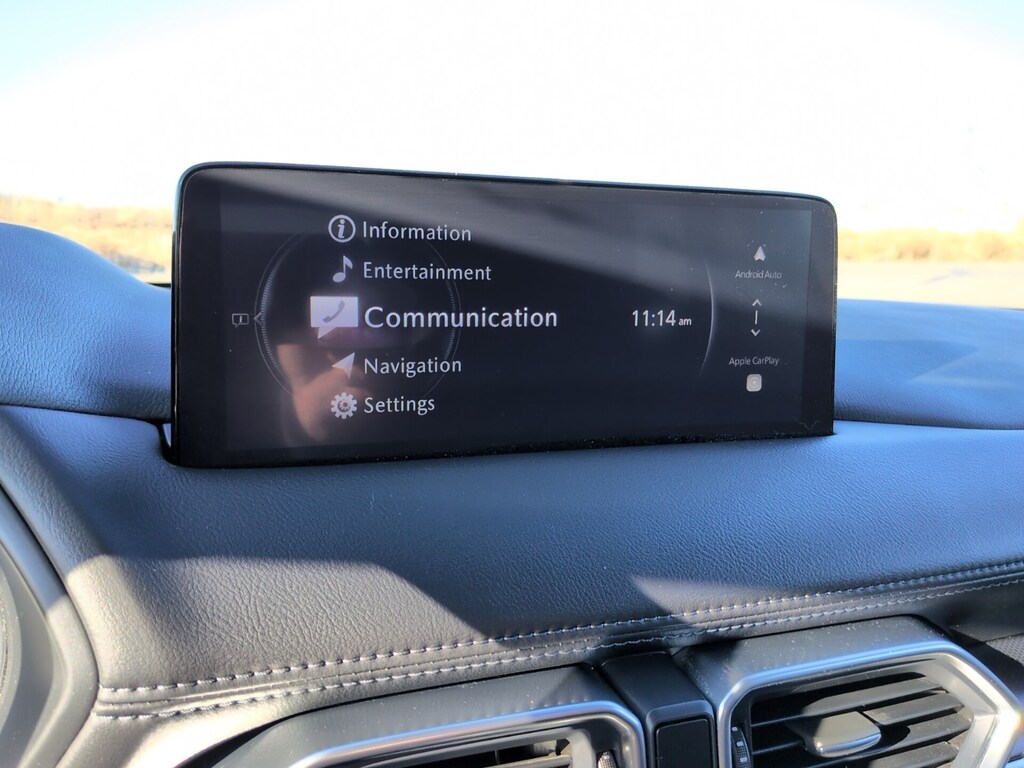 Information
Entertainment
Communication
Navigation
Settings
11:14 am
Android Auto
Apple CarPlay